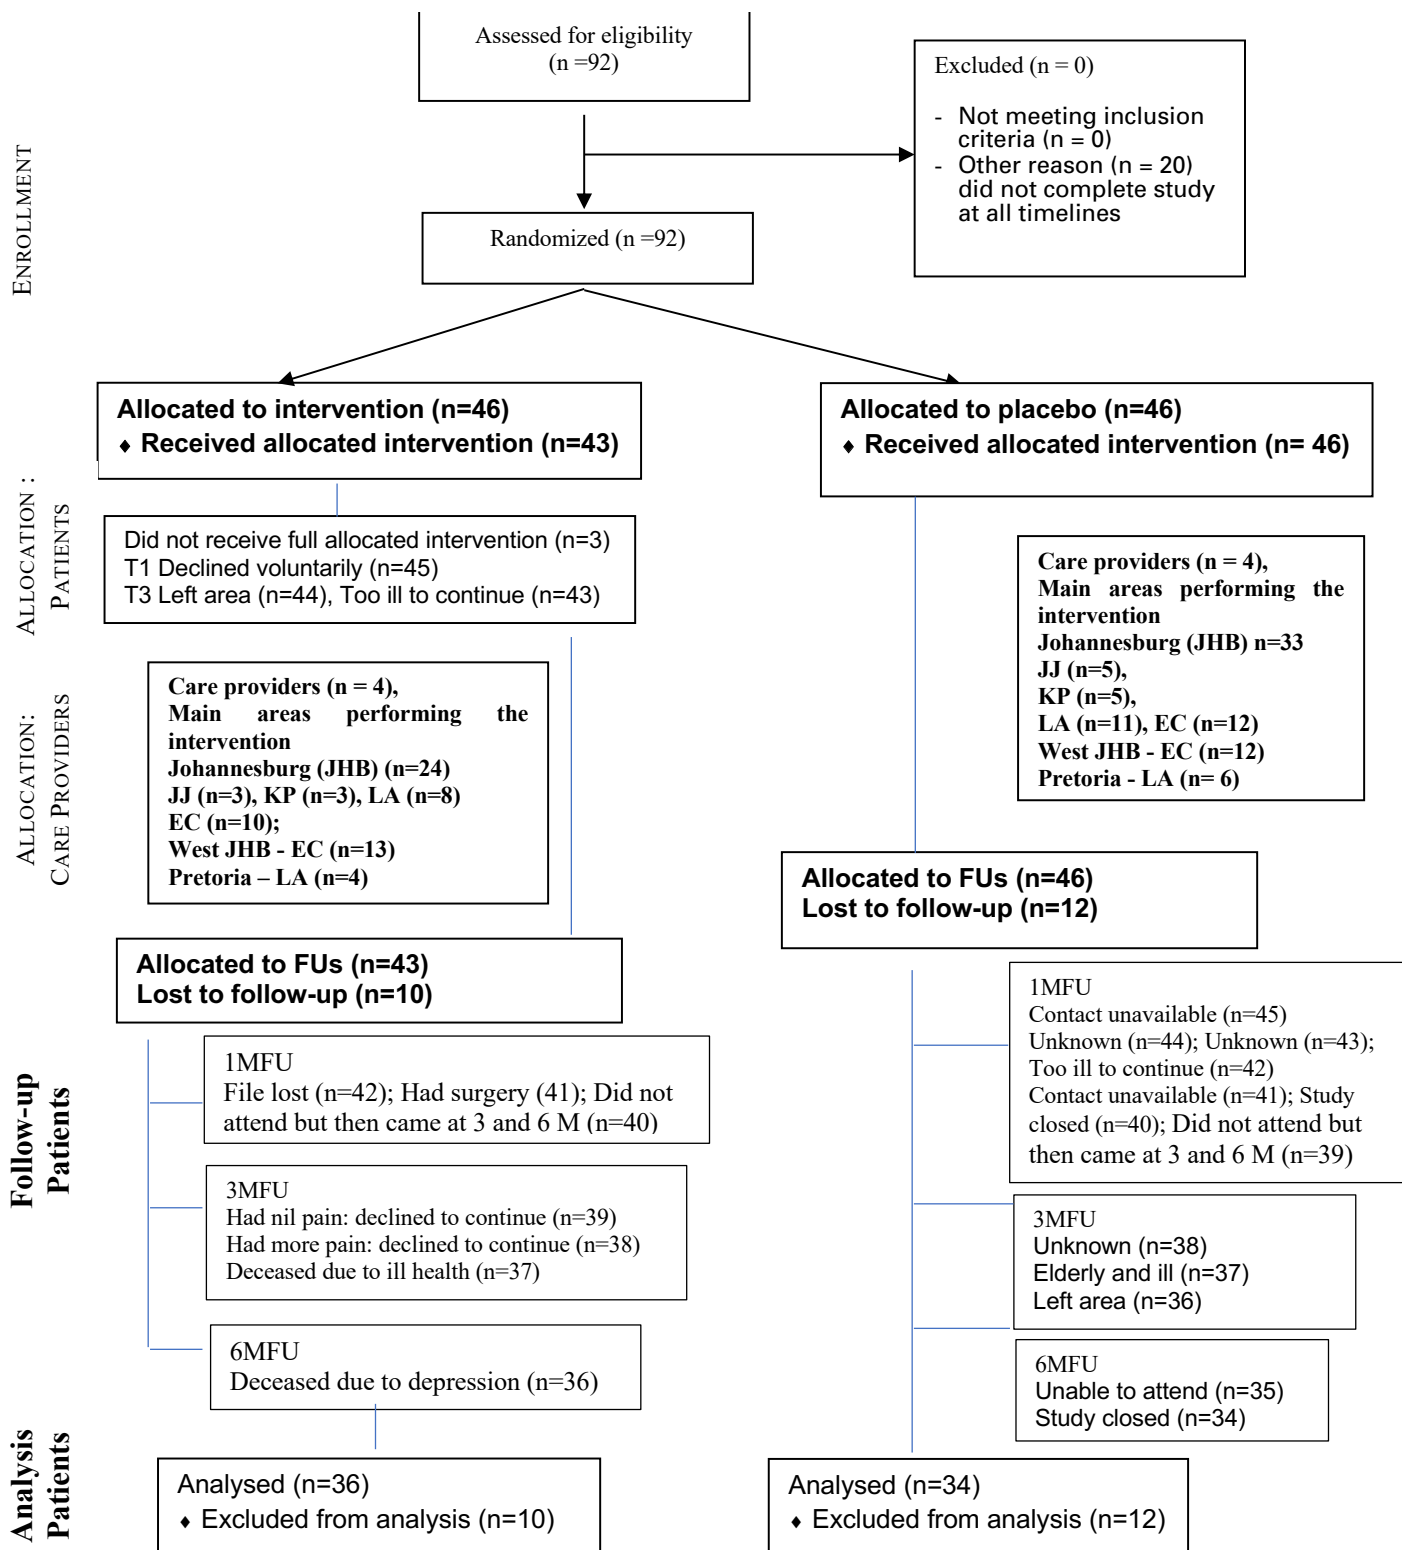 Assessed for eligibility
(n =92)
Excluded (n = 0)
- Not meeting inclusion
criteria (n = 0)
- Other reason (n = 20)
did not complete study
at all timelines
ENROLLMENT
Randomized (n =92)
Allocated to intervention (n=46)
♦ Received allocated intervention (n=43)
Allocated to placebo (n=46)
♦ Received allocated intervention (n= 46)
ALLOCATION :
PATIENTS
Did not receive full allocated intervention (n=3)
T1 Declined voluntarily (n=45)
T3 Left area (n=44), Too ill to continue (n=43)
Care providers (n = 4),
Main areas performing the
intervention
Johannesburg (JHB) n=33
JJ (n=5),
KP (n=5),
LA (n=11), EC (n=12)
West JHB - EC (n=12)
Pretoria - LA (n= 6)
ALLOCATION:
CARE PROVIDERS
Care providers (n = 4),
Main areas performing the
intervention
Johannesburg (JHB) (n=24)
JJ (n=3), KP (n=3), LA (n=8)
EC (n=10);
West JHB - EC (n=13)
Pretoria – LA (n=4)
Allocated to FUs (n=46)
Lost to follow-up (n=12)
Allocated to FUs (n=43)
Lost to follow-up (n=10)
Follow-up
Patients
1MFU
File lost (n=42); Had surgery (41); Did not
attend but then came at 3 and 6 M (n=40)
1MFU
Contact unavailable (n=45)
Unknown (n=44); Unknown (n=43);
Too ill to continue (n=42)
Contact unavailable (n=41); Study
closed (n=40); Did not attend but
then came at 3 and 6 M (n=39)
3MFU
Had nil pain: declined to continue (n=39)
Had more pain: declined to continue (n=38)
Deceased due to ill health (n=37)
3MFU
Unknown (n=38)
Elderly and ill (n=37)
Left area (n=36)
6MFU
Deceased due to depression (n=36)
6MFU
Unable to attend (n=35)
Study closed (n=34)
Analysis
Patients
Analysed (n=36)
♦ Excluded from analysis (n=10)
Analysed (n=34)
♦ Excluded from analysis (n=12)